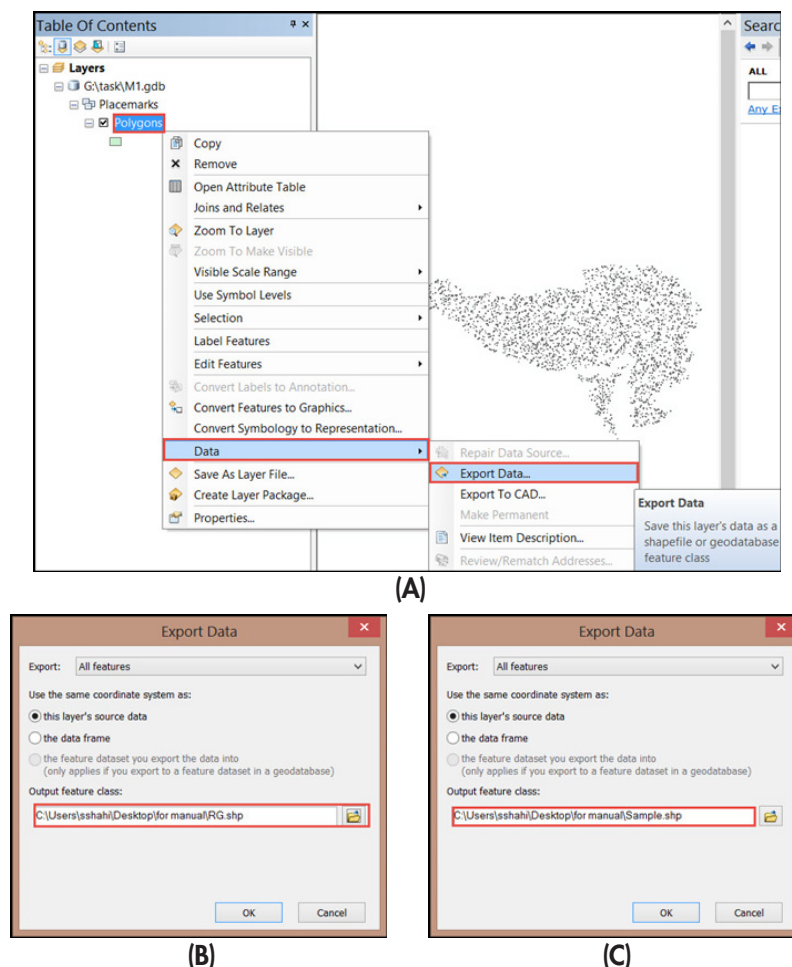 Table Of Contents
Layers
G:\task\M1.gdb
Placemarks
Polygons
Copy
Remove
Open Attribute Table
Joins and Relates
Zoom To Layer
Zoom To Make Visible
Visible Scale Range
Use Symbol Levels
Selection
Label Features
Edit Features
Convert Labels to Annotation...
Convert Features to Graphics...
Convert Symbology to Representation...
Data
Save As Layer File...
Create Layer Package...
Properties...
Repair Data Source...
Export Data...
Export To CAD...
Make Permanent
View Item Description...
Review/Rematch Addresses...
Export Data
Save this layer's data as a
shapefile or geodatabase
feature class
Searc
ALL
Any E
(A)
Export Data
Export: All features
Use the same coordinate system as:
this layer's source data
the data frame
the feature dataset you export the data into
(only applies if you export to a feature dataset in a geodatabase)
Output feature class:
C:\Users\sshahi\Desktop\for manual\RG.shp
OK Cancel
(B)
Export Data
Export: All features
Use the same coordinate system as:
this layer's source data
the data frame
the feature dataset you export the data into
(only applies if you export to a feature dataset in a geodatabase)
Output feature class:
C:\Users\sshahi\Desktop\for manual\Sample.shp
OK Cancel
(C)